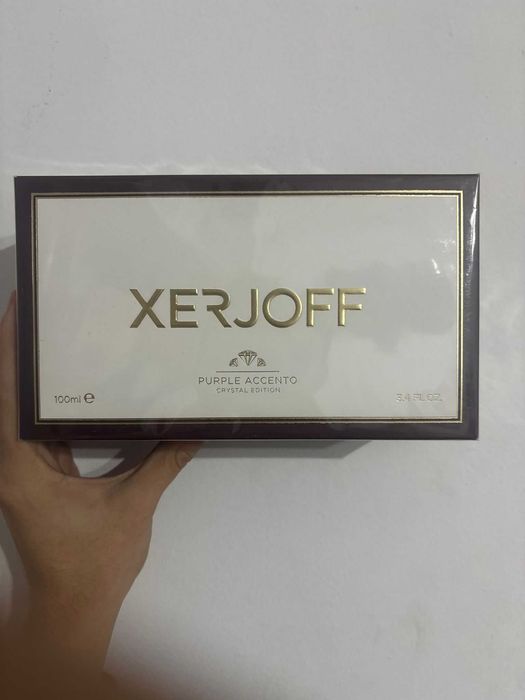 XERJOFF
PURPLE ACCENTO
CRYSTAL EDITION
100ml e
3.4 FL.OZ.